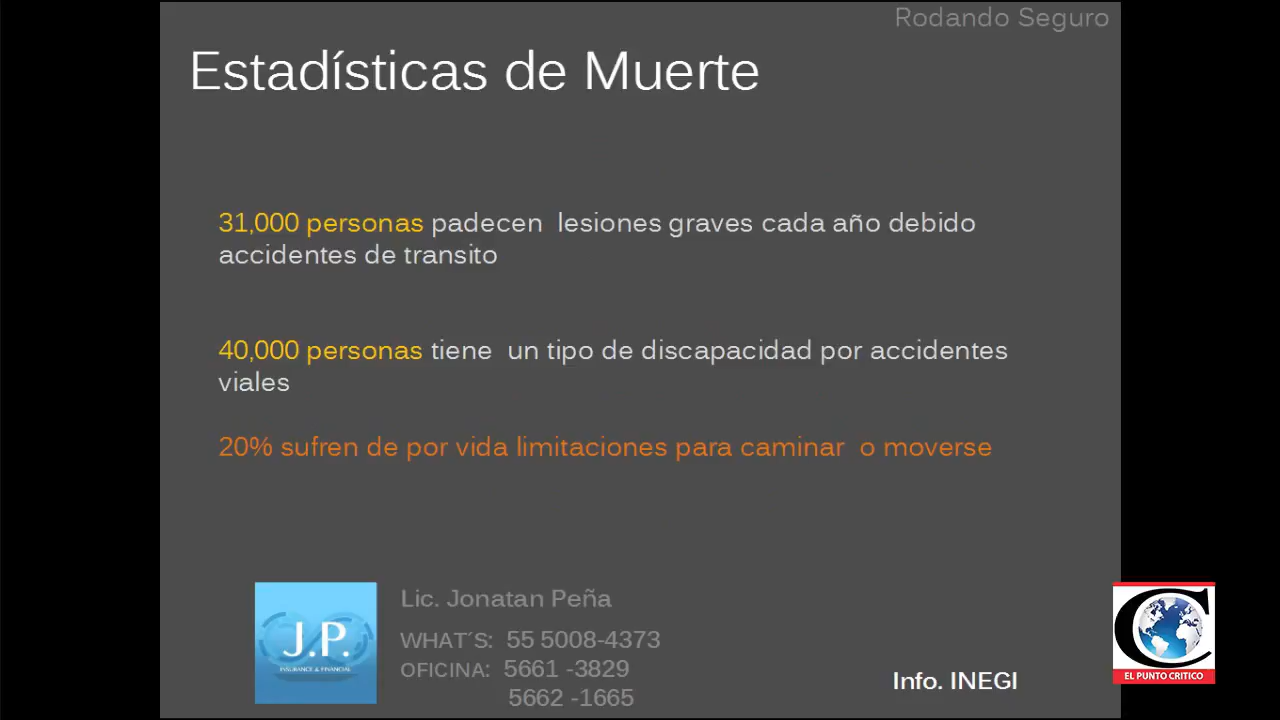 Rodando Seguro
Estadísticas de Muerte
31,000 personas padecen  lesiones graves cada año debido
accidentes de transito
40,000 personas tiene  un tipo de discapacidad por accidentes
viales
20% sufren de por vida limitaciones para caminar  o moverse
J.P.
INSURANCE & FINANCIAL
Lic. Jonatan Peña
WHAT´S:  55 5008-4373
OFICINA:  5661 -3829
5662 -1665
Info. INEGI
C
EL PUNTO CRITICO